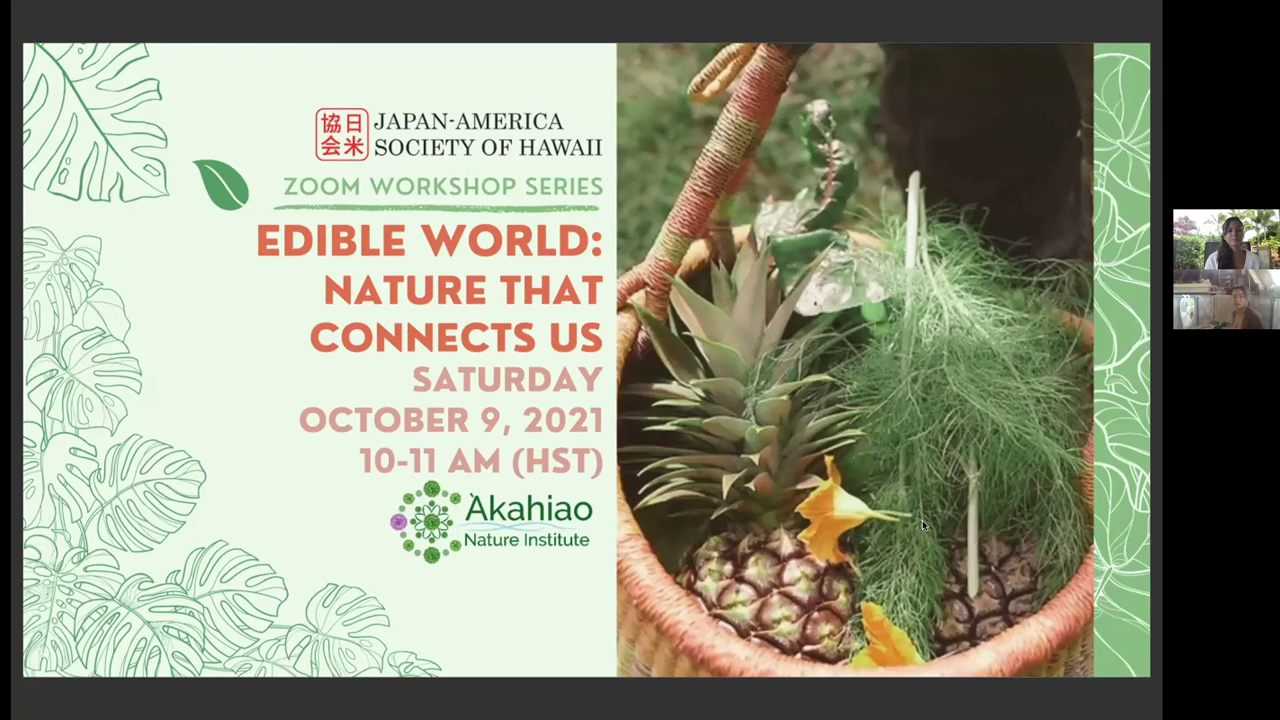 協日
会米
JAPAN-AMERICA
SOCIETY OF HAWAII
ZOOM WORKSHOP SERIES
EDIBLE WORLD:
NATURE THAT
CONNECTS US
SATURDAY
OCTOBER 9, 2021
10-11 AM (HST)
`Akahiao
Nature Institute